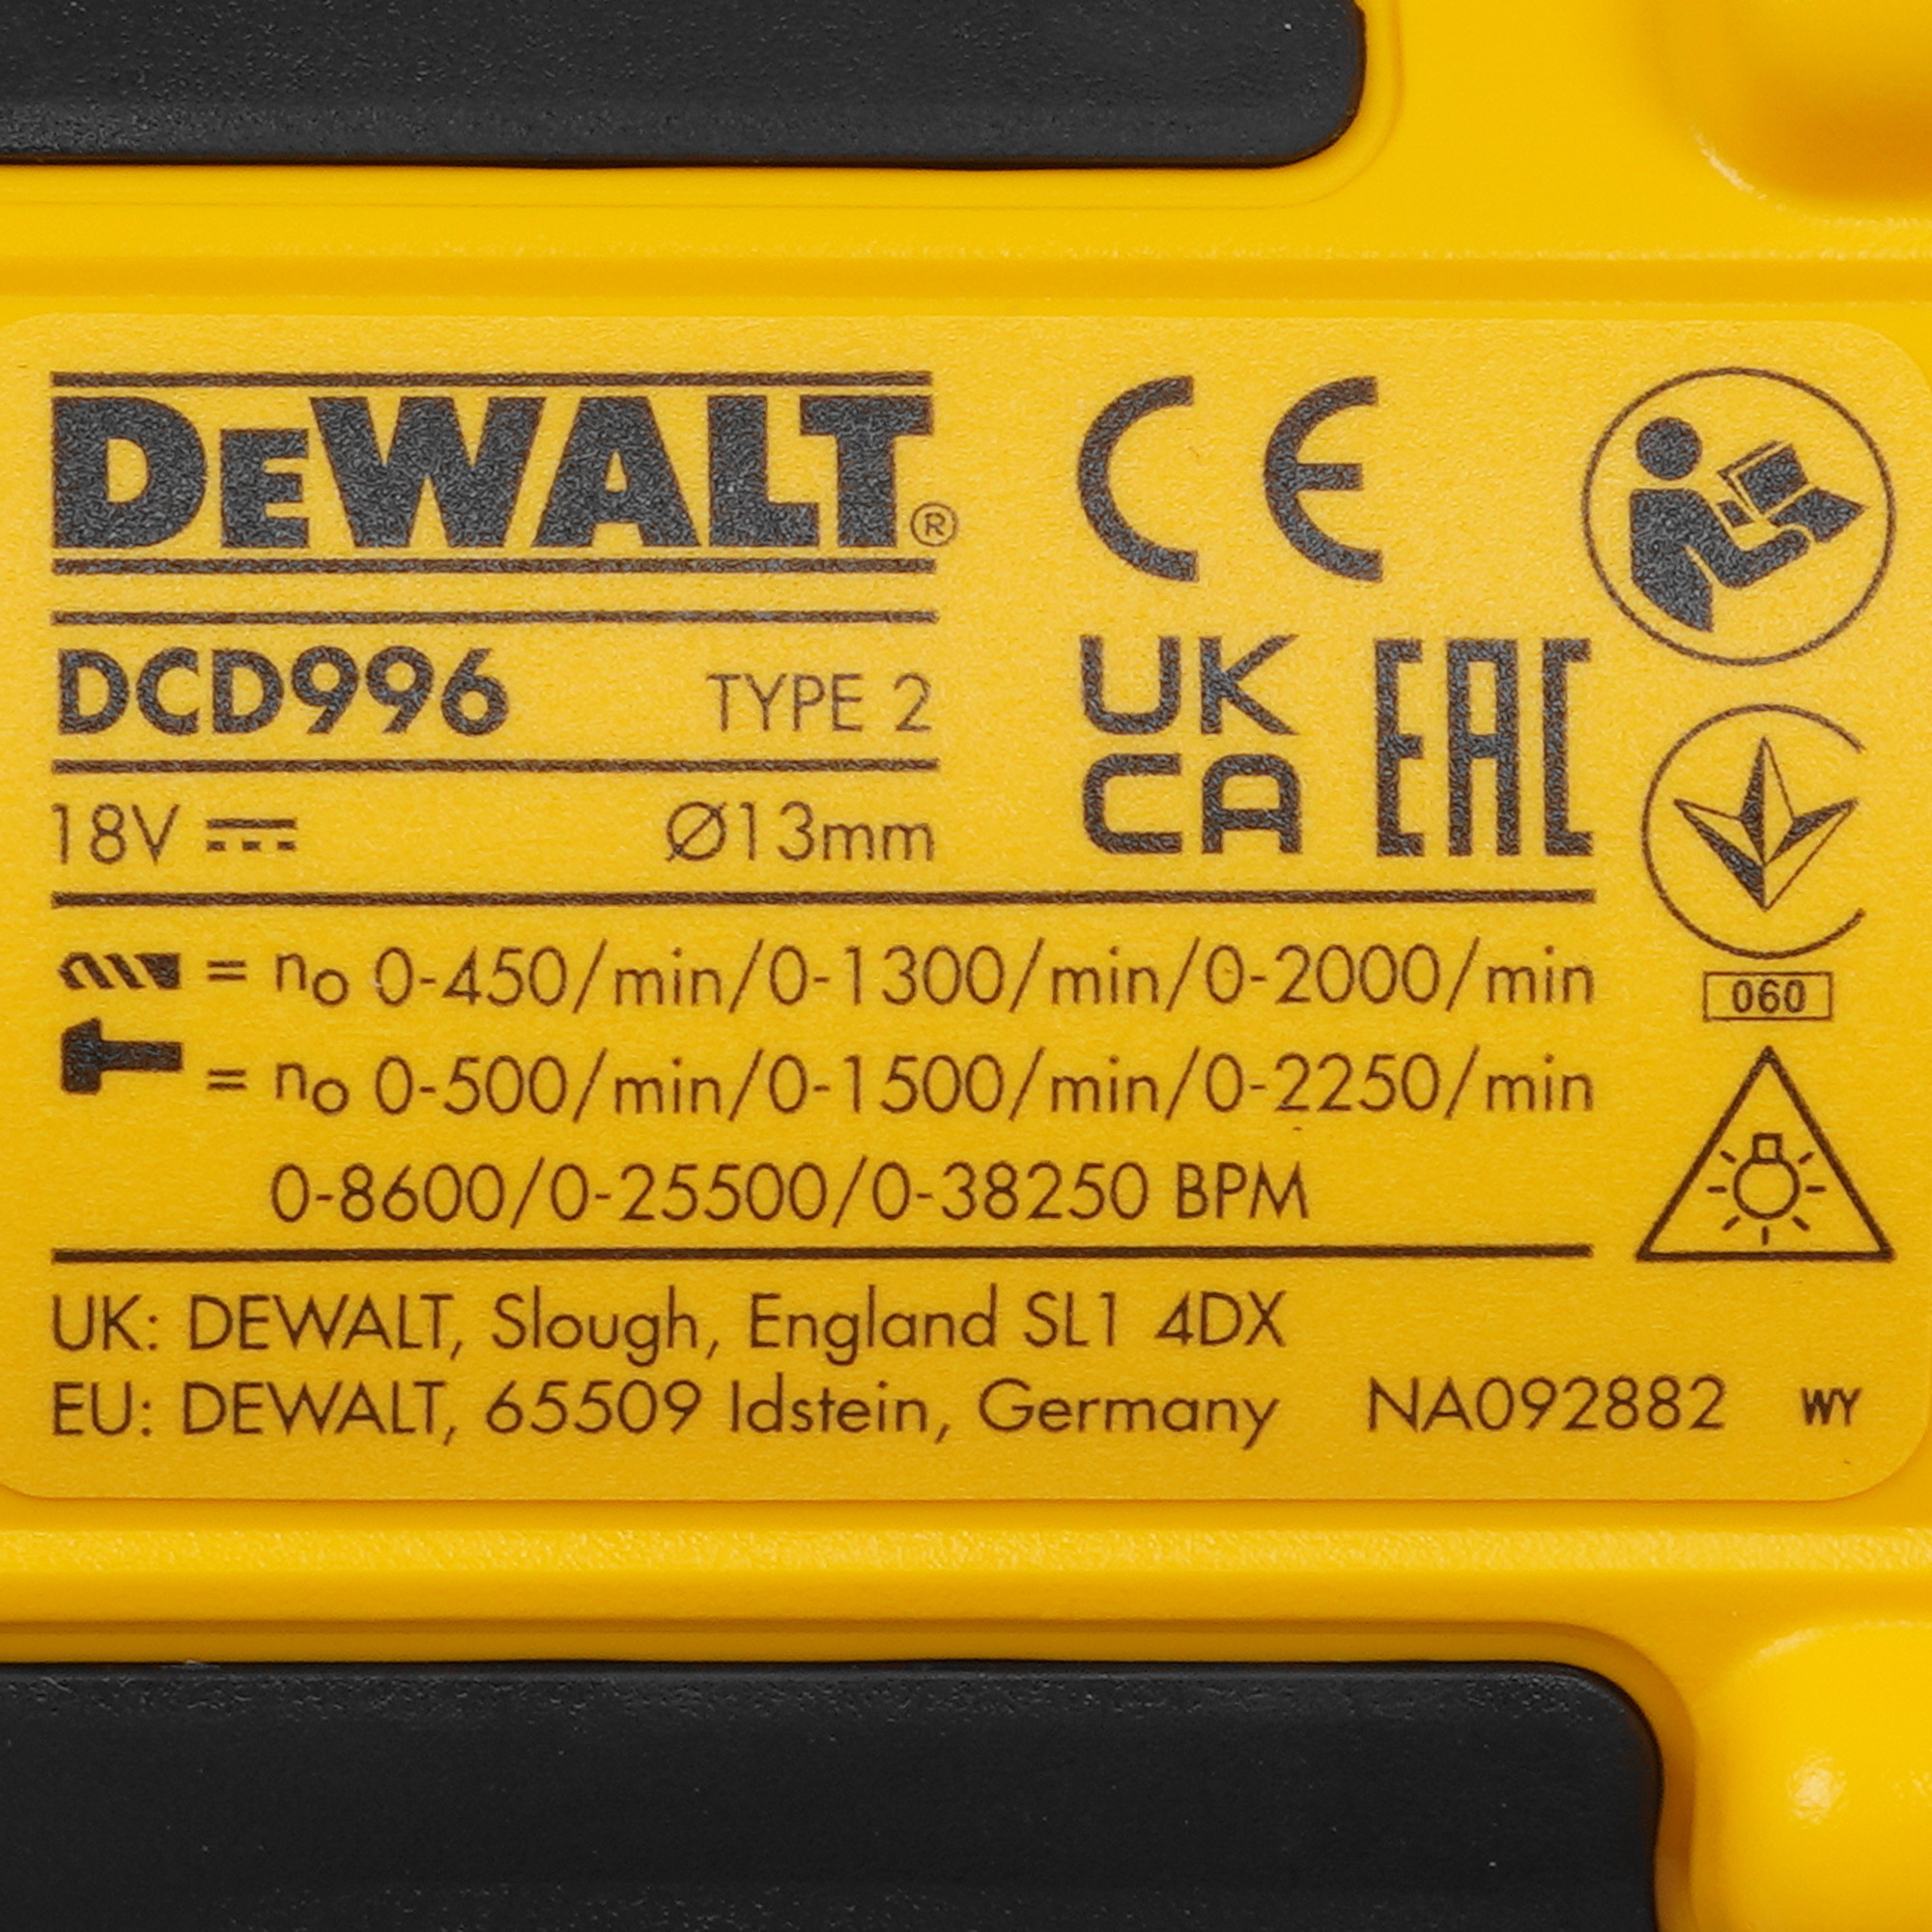 DEWALT®
CE
DCD996 TYPE 2
UK
CA
EAC
18V Ø13mm
= no 0-450/min/0-1300/min/0-2000/min
060
= no 0-500/min/0-1500/min/0-2250/min
0-8600/0-25500/0-38250 BPM
UK: DEWALT, Slough, England SL1 4DX
EU: DEWALT, 65509 Idstein, Germany NA092882 WY